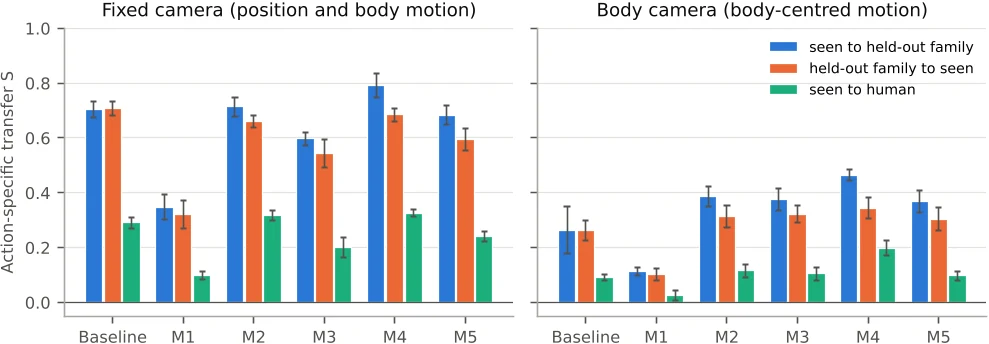 Fixed camera (position and body motion)
Body camera (body-centred motion)
Action-specific transfer S
1.0
0.8
0.6
0.4
0.2
0.0
seen to held-out family
held-out family to seen
seen to human
Baseline M1 M2 M3 M4 M5
Baseline M1 M2 M3 M4 M5